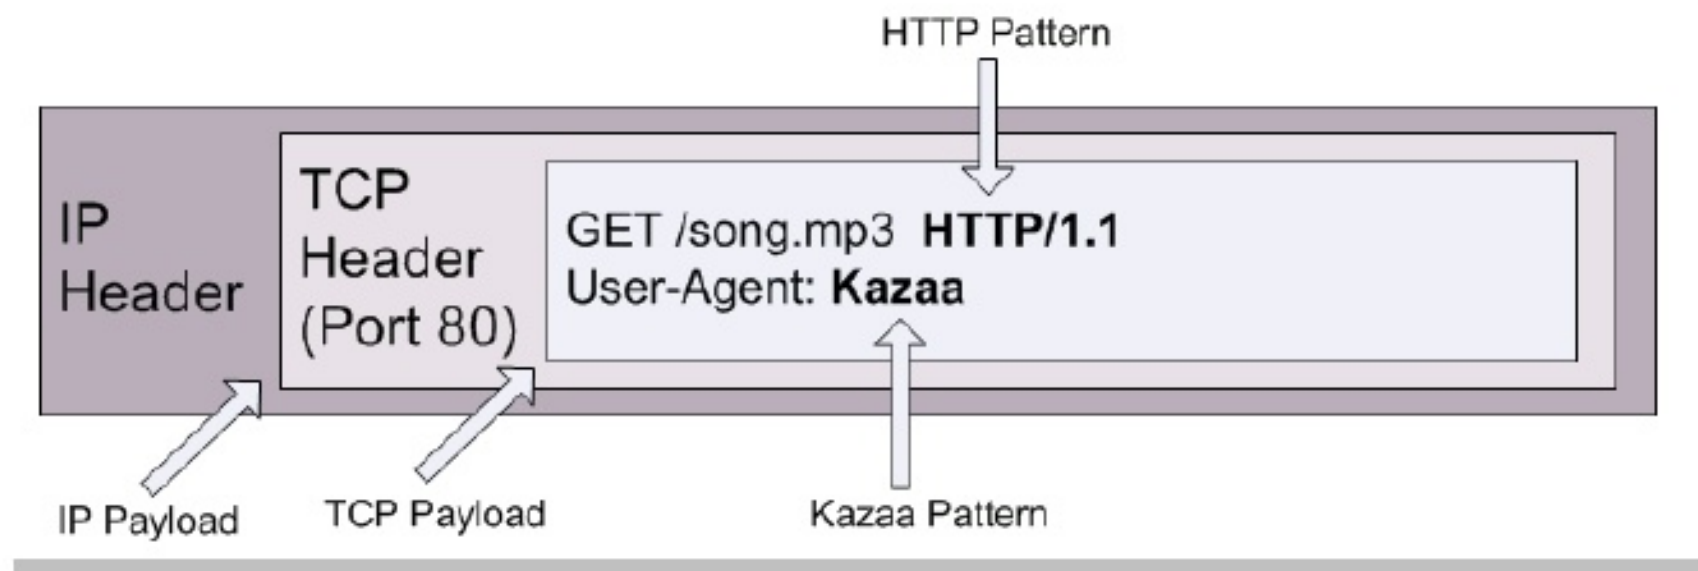 HTTP Pattern
IP
Header
TCP
Header
(Port 80)
GET /song.mp3 HTTP/1.1
User-Agent: Kazaa
IP Payload
TCP Payload
Kazaa Pattern